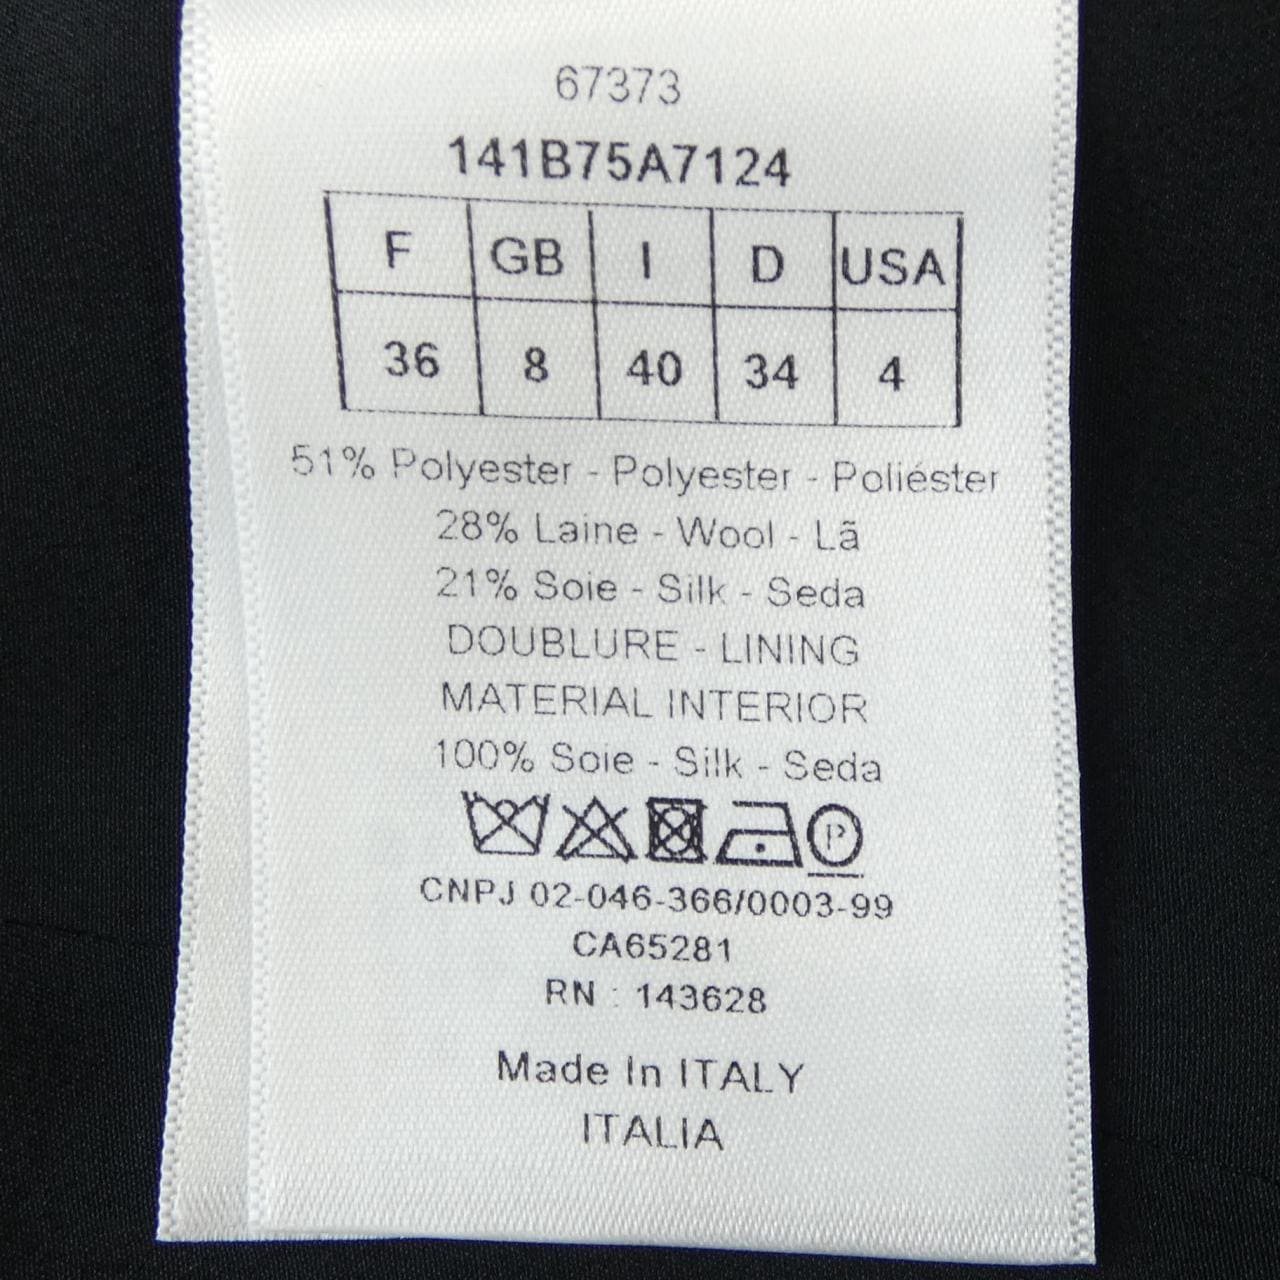 67373
141B75A7124
F GB I D USA
36 8 40 34 4
51% Polyester - Polyester - Poliéster
28% Laine - Wool - Lã
21% Soie - Silk - Seda
DOUBLURE - LINING
MATERIAL INTERIOR
100% Soie - Silk - Seda
P
CNPJ 02-046-366/0003-99
CA65281
RN : 143628
Made In ITALY
ITALIA